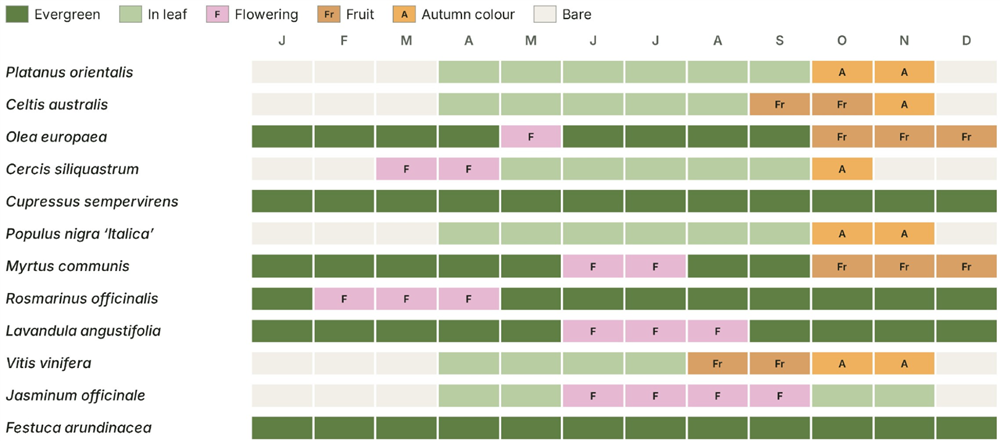 Evergreen In leaf F Flowering Fr Fruit A Autumn colour Bare
J F M A M J J A S O N D
Platanus orientalis A A
Celtis australis Fr Fr A
Olea europaea F Fr Fr Fr
Cercis siliquastrum F F A
Cupressus sempervirens
Populus nigra ‘Italica’ A A
Myrtus communis F F Fr Fr Fr
Rosmarinus officinalis F F F
Lavandula angustifolia F F F
Vitis vinifera Fr Fr A A
Jasminum officinale F F F F
Festuca arundinacea